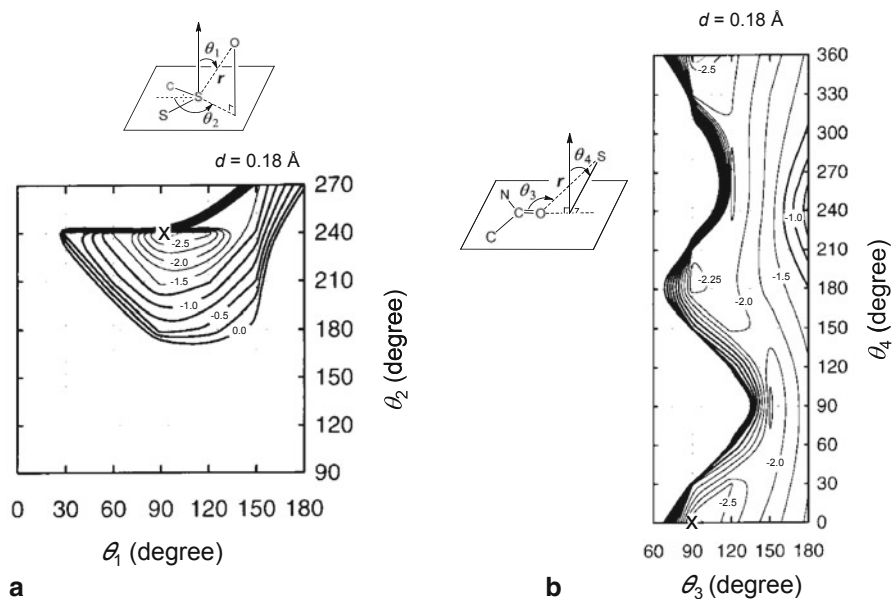 θ1
O
r
C
S
S
θ2
d = 0.18 Å
270
240
210
180
150
120
90
X
-2.5
-2.0
-1.5
-1.0
-0.5
0.0
0 30 60 90 120 150 180
θ1 (degree)
θ2 (degree)
a
θ4
S
r
N
θ3
C
O
C
d = 0.18 Å
360
330
300
270
240
210
180
150
120
90
60
30
0
-2.5
-1.0
-1.5
-2.25
-2.0
-2.0
-2.5
X
60 90 120 150 180
θ3 (degree)
θ4 (degree)
b